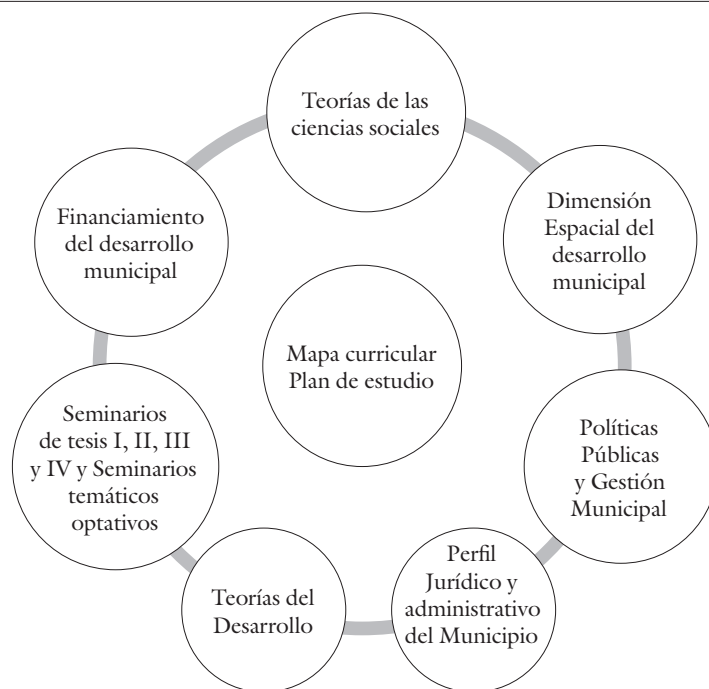 Teorías de las
ciencias sociales
Dimensión
Espacial del
desarrollo
municipal
Políticas
Públicas
y Gestión
Municipal
Perfil
Jurídico y
administrativo
del Municipio
Teorías del
Desarrollo
Seminarios
de tesis I, II, III
y IV y Seminarios
temáticos
optativos
Financiamiento
del desarrollo
municipal
Mapa curricular
Plan de estudio